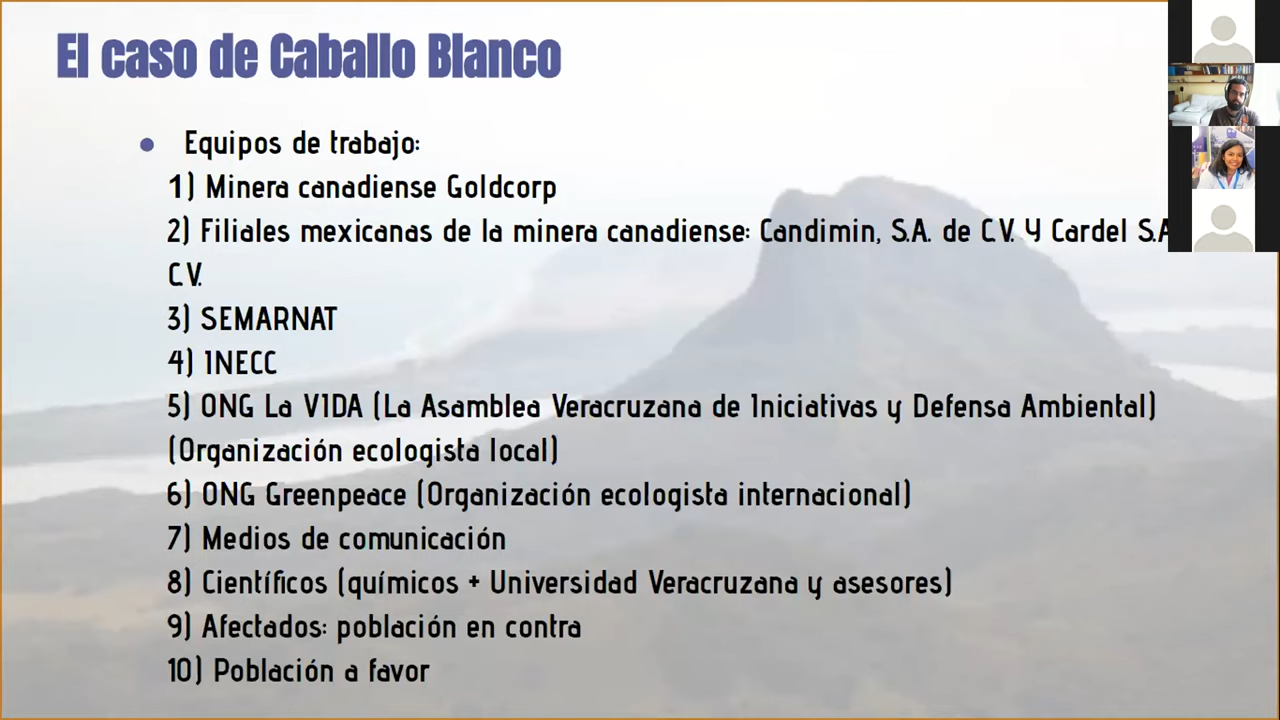 El caso de Caballo Blanco
● Equipos de trabajo:
1) Minera canadiense Goldcorp
2) Filiales mexicanas de la minera canadiense: Candimin, S.A. de C.V. Y Cardel S.A
C.V.
3) SEMARNAT
4) INECC
5) ONG La VIDA (La Asamblea Veracruzana de Iniciativas y Defensa Ambiental)
(Organización ecologista local)
6) ONG Greenpeace (Organización ecologista internacional)
7) Medios de comunicación
8) Científicos (químicos + Universidad Veracruzana y asesores)
9) Afectados: población en contra
10) Población a favor